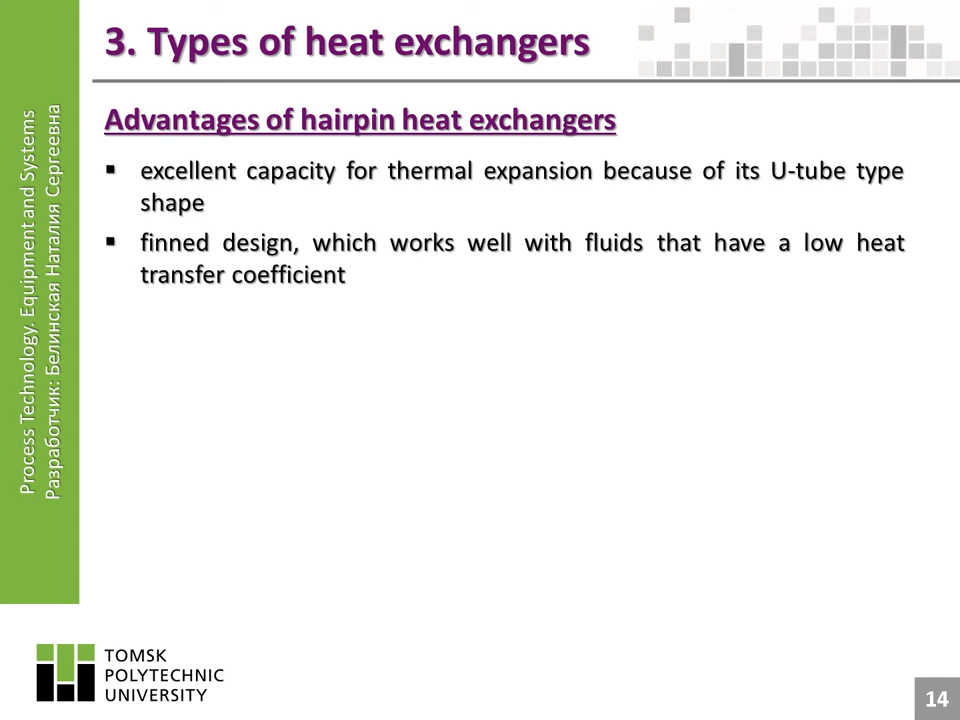 3. Types of heat exchangers
Advantages of hairpin heat exchangers
▪ excellent capacity for thermal expansion because of its U-tube type
shape
▪ finned design, which works well with fluids that have a low heat
transfer coefficient
Process Technology. Equipment and Systems
Разработчик: Белинская Наталия Сергеевна
TOMSK
POLYTECHNIC
UNIVERSITY
14